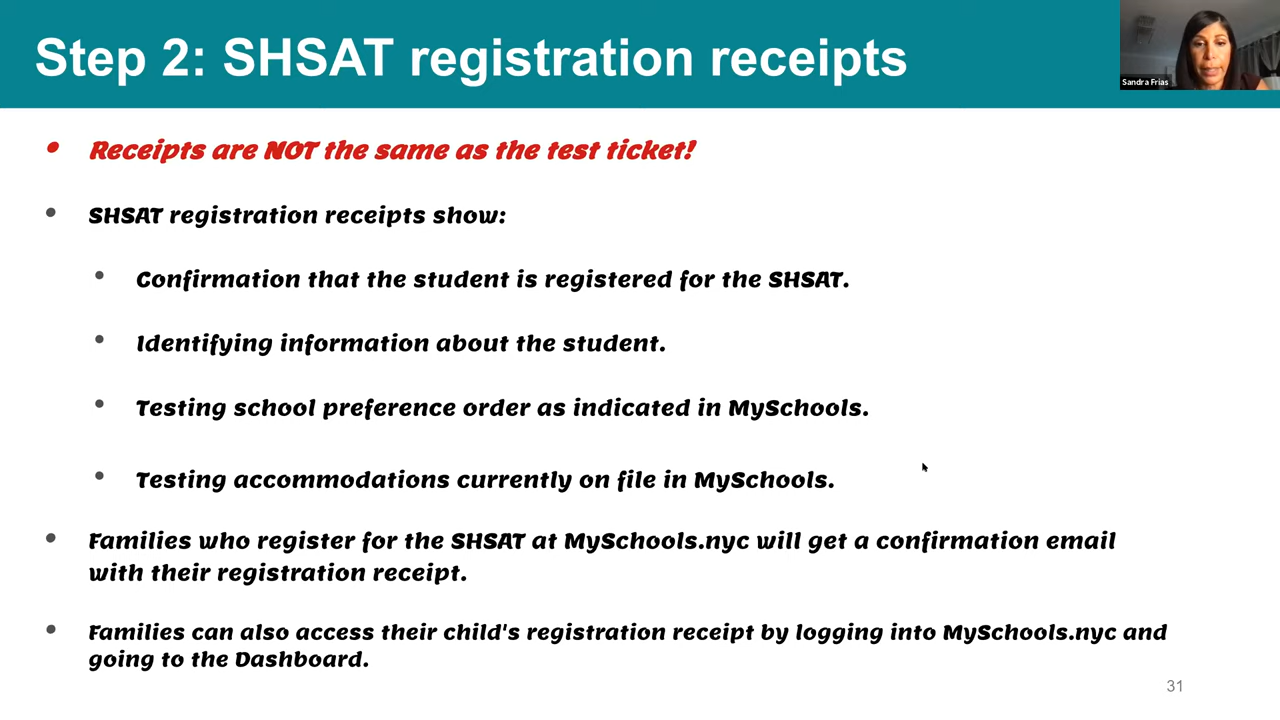 Step 2: SHSAT registration receipts
Sandra Frias
• Receipts are NOT the same as the test ticket!
• SHSAT registration receipts show:
• Confirmation that the student is registered for the SHSAT.
• Identifying information about the student.
• Testing school preference order as indicated in MySchools.
• Testing accommodations currently on file in MySchools.
• Families who register for the SHSAT at MySchools.nyc will get a confirmation email
with their registration receipt.
• Families can also access their child's registration receipt by logging into MySchools.nyc and
going to the Dashboard.
31